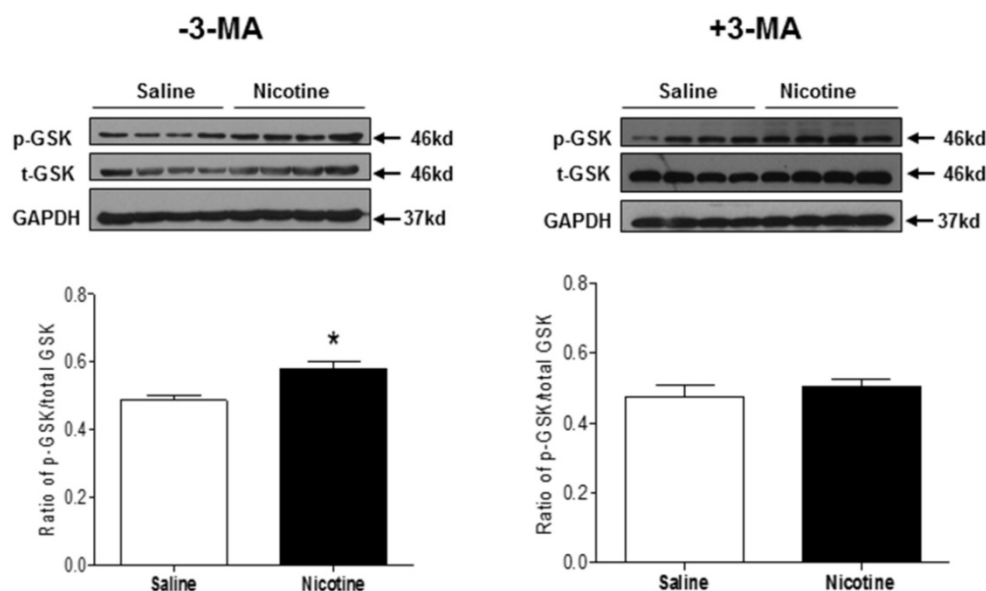 -3-MA
Saline Nicotine
p-GSK 46kd
t-GSK 46kd
GAPDH 37kd
Ratio of p-GSK/total GSK
0.8
0.6
0.4
0.2
0.0
*
Saline Nicotine
+3-MA
Saline Nicotine
p-GSK 46kd
t-GSK 46kd
GAPDH 37kd
Ratio of p-GSK/total GSK
0.8
0.6
0.4
0.2
0.0
Saline Nicotine